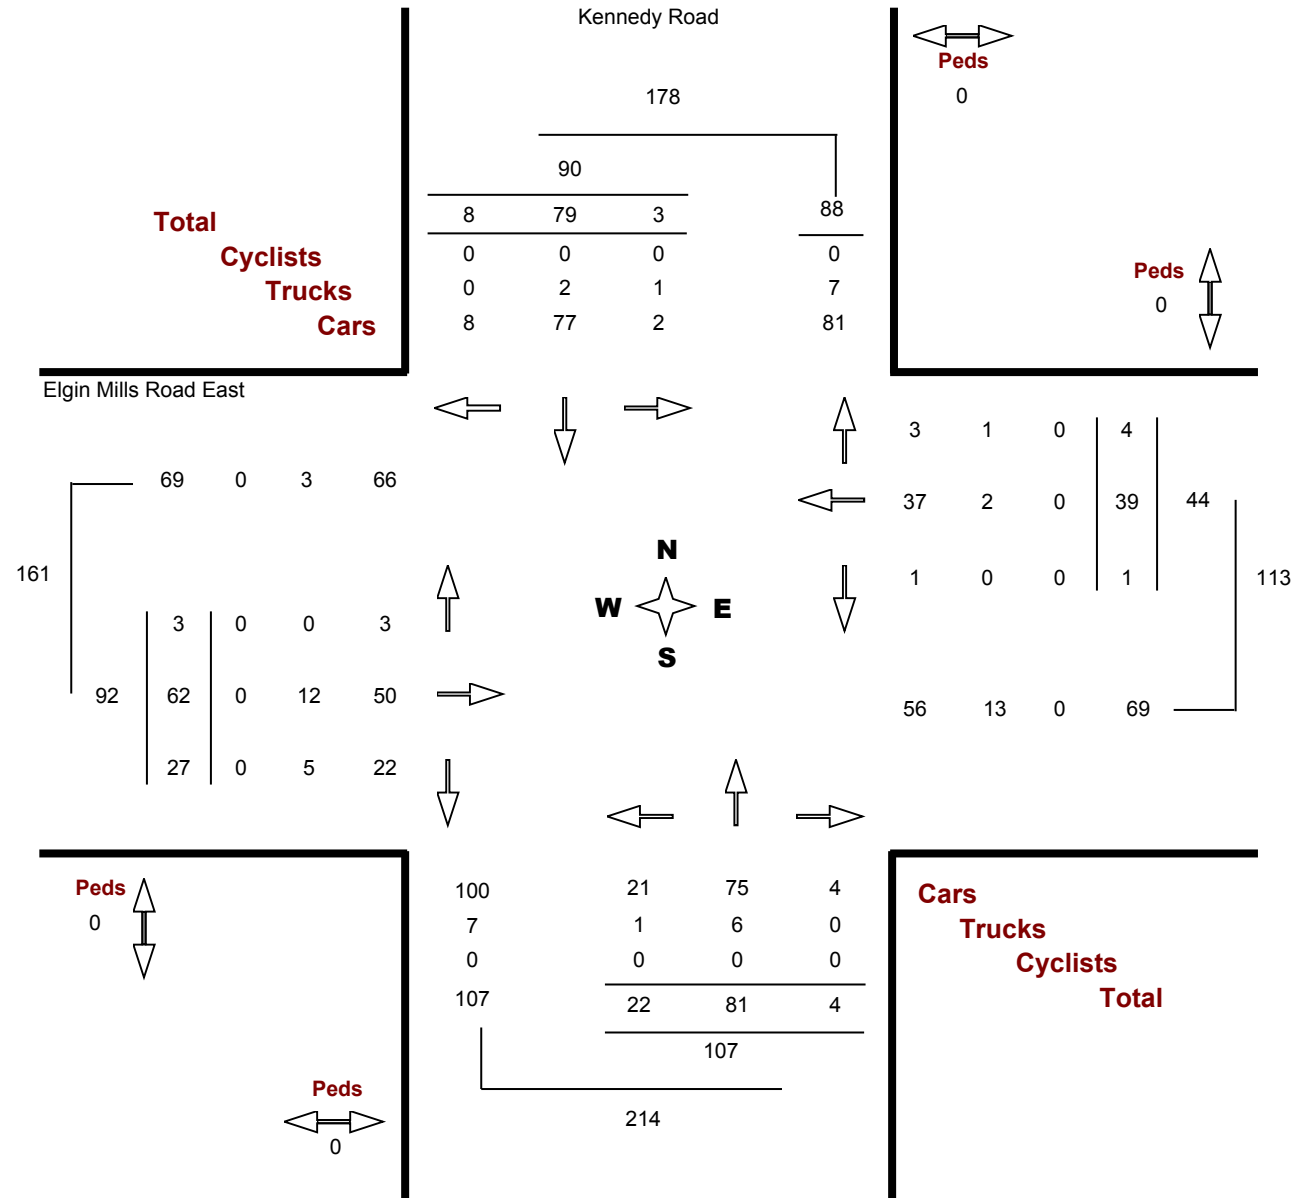 Kennedy Road
Peds
0
178
90
88
8 79 3
Total
Cyclists
Trucks
Cars
0 0 0 0
0 2 1 7
8 77 2 81
Peds
0
Elgin Mills Road East
3 1 0 4
69 0 3 66
37 2 0 39 44
N
W E
S
161
1 0 0 1
113
3 0 0 3
92 62 0 12 50
56 13 0 69
27 0 5 22
Peds
0
100 21 75 4
7 1 6 0
0 0 0 0
107 22 81 4
107
214
Cars
Trucks
Cyclists
Total
Peds
0